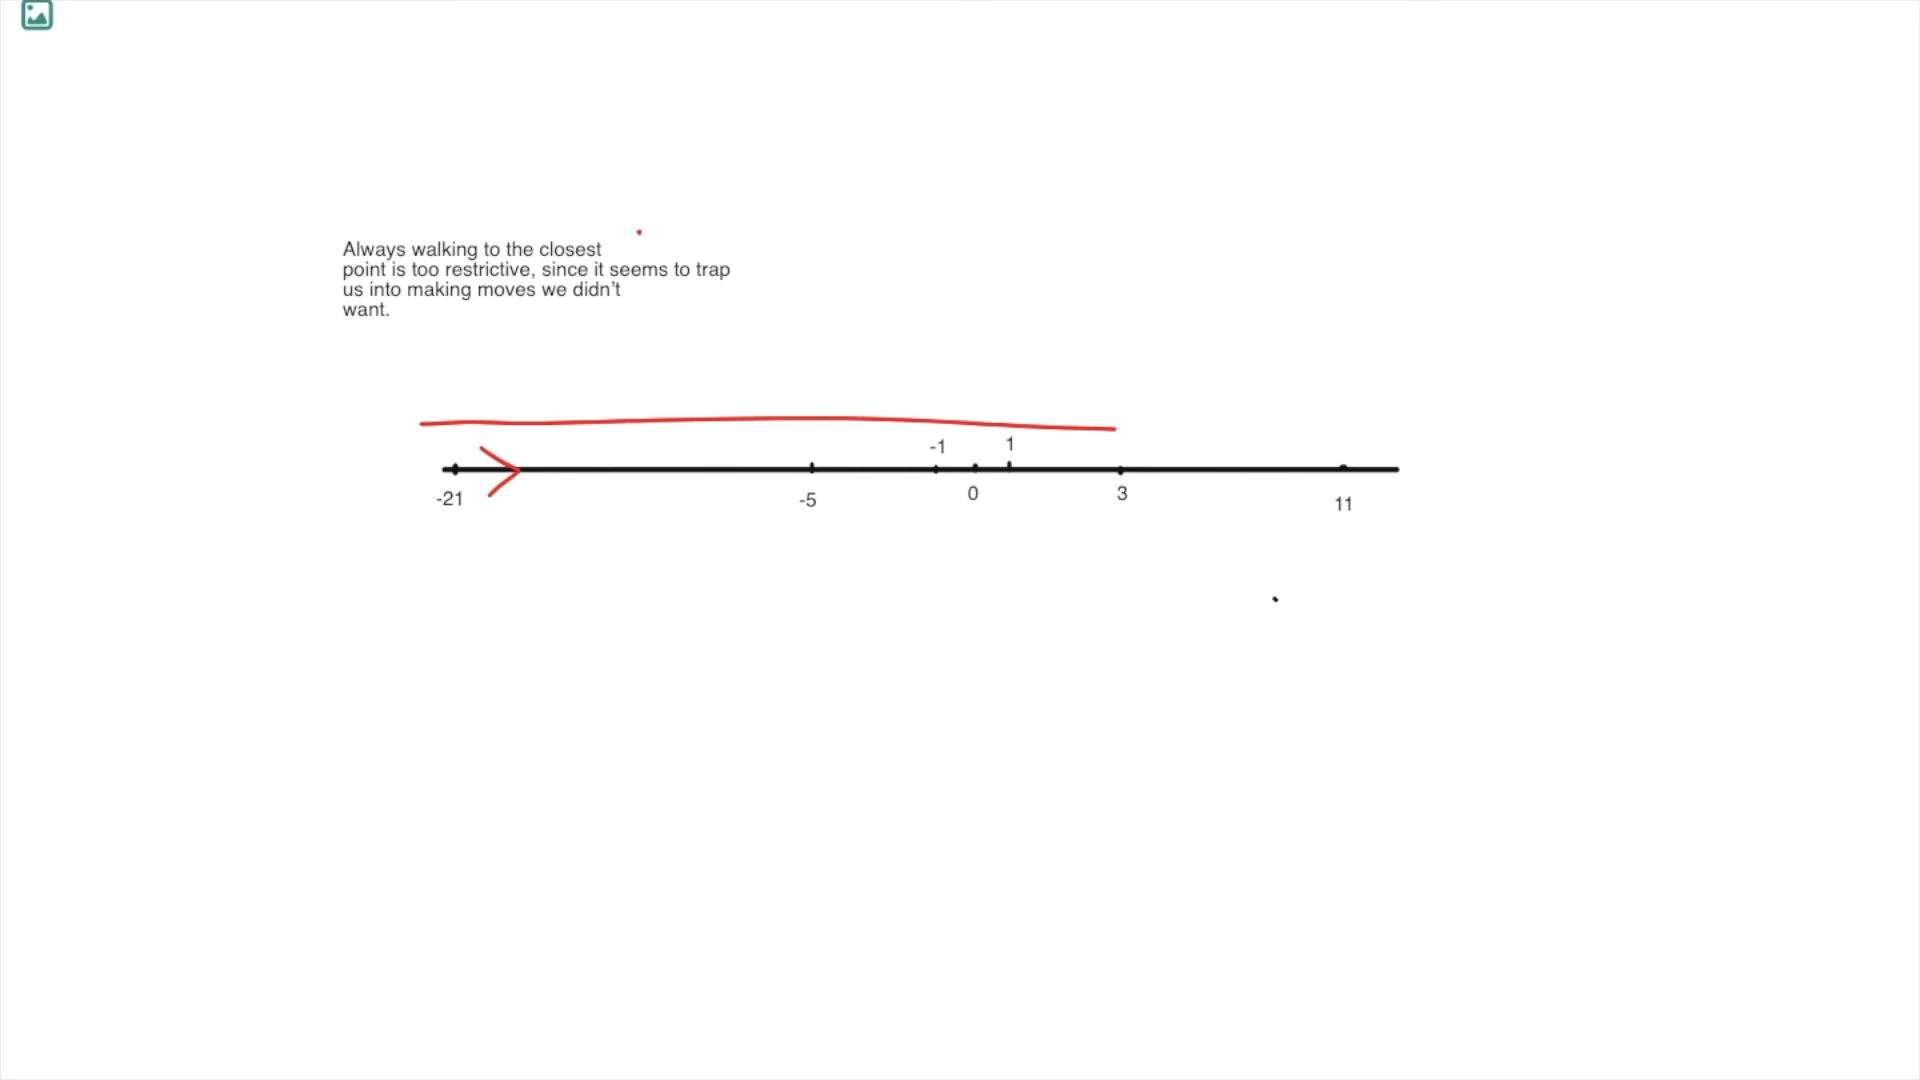 Always walking to the closest
point is too restrictive, since it seems to trap
us into making moves we didn’t
want.
-1 1
-21 -5 0 3 11